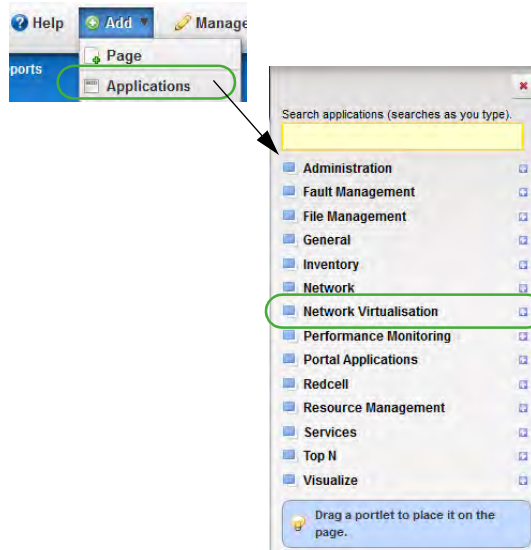 Help Add Manage
ports
Page
Applications
Search applications (searches as you type).
Administration
Fault Management
File Management
General
Inventory
Network
Network Virtualisation
Performance Monitoring
Portal Applications
Redcell
Resource Management
Services
Top N
Visualize
Drag a portlet to place it on the
page.